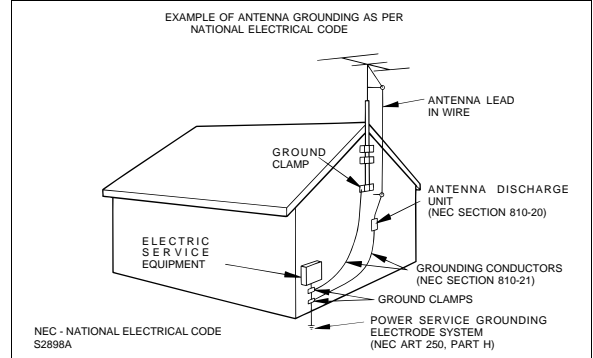 EXAMPLE OF ANTENNA GROUNDING AS PER
NATIONAL ELECTRICAL CODE
ANTENNA LEAD
IN WIRE
GROUND
CLAMP
ANTENNA DISCHARGE
UNIT
(NEC SECTION 810-20)
ELECTRIC
SERVICE
EQUIPMENT
GROUNDING CONDUCTORS
(NEC SECTION 810-21)
GROUND CLAMPS
POWER SERVICE GROUNDING
ELECTRODE SYSTEM
(NEC ART 250, PART H)
NEC - NATIONAL ELECTRICAL CODE
S2898A